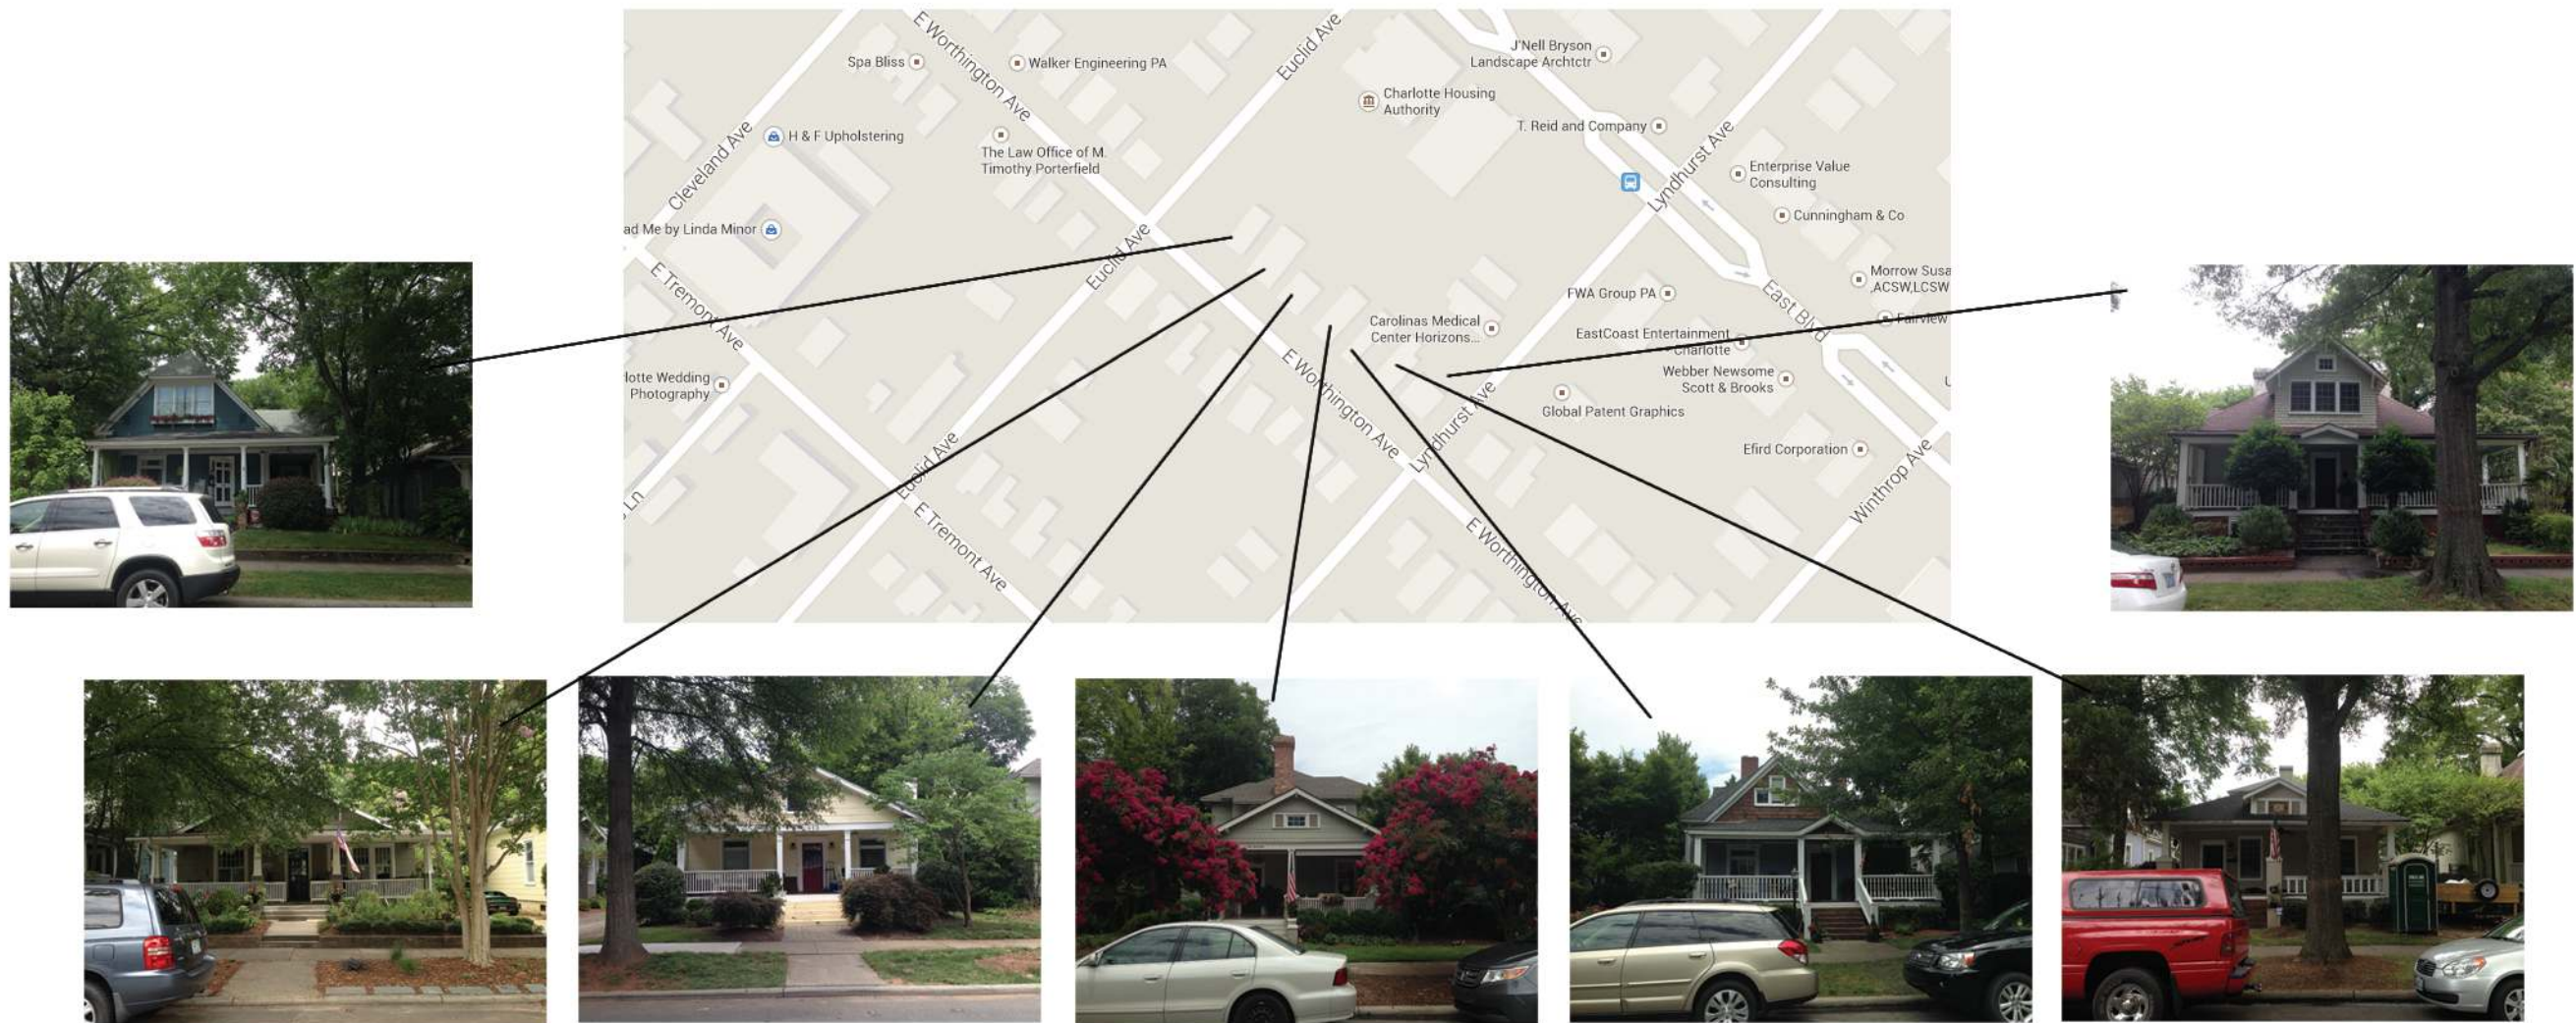 E Worthington Ave
Euclid Ave
J'Nell Bryson
Landscape Archtctr
Spa Bliss
Walker Engineering PA
Charlotte Housing
Authority
T. Reid and Company
Cleveland Ave
H & F Upholstering
The Law Office of M.
Timothy Porterfield
Lyndhurst Ave
Enterprise Value
Consulting
Cunningham & Co
ad Me by Linda Minor
Euclid Ave
E Tremont Ave
Morrow Susa
,ACSW,LCSW
FWA Group PA
East Blvd
Fairview
Carolinas Medical
Center Horizons...
EastCoast Entertainment
- Charlotte
lotte Wedding
Photography
E Worthington Ave
Webber Newsome
Scott & Brooks
Lyndhurst Ave
Global Patent Graphics
Efird Corporation
Winthrop Ave
Euclid Ave
Ln
E Tremont Ave
E Worthington Ave